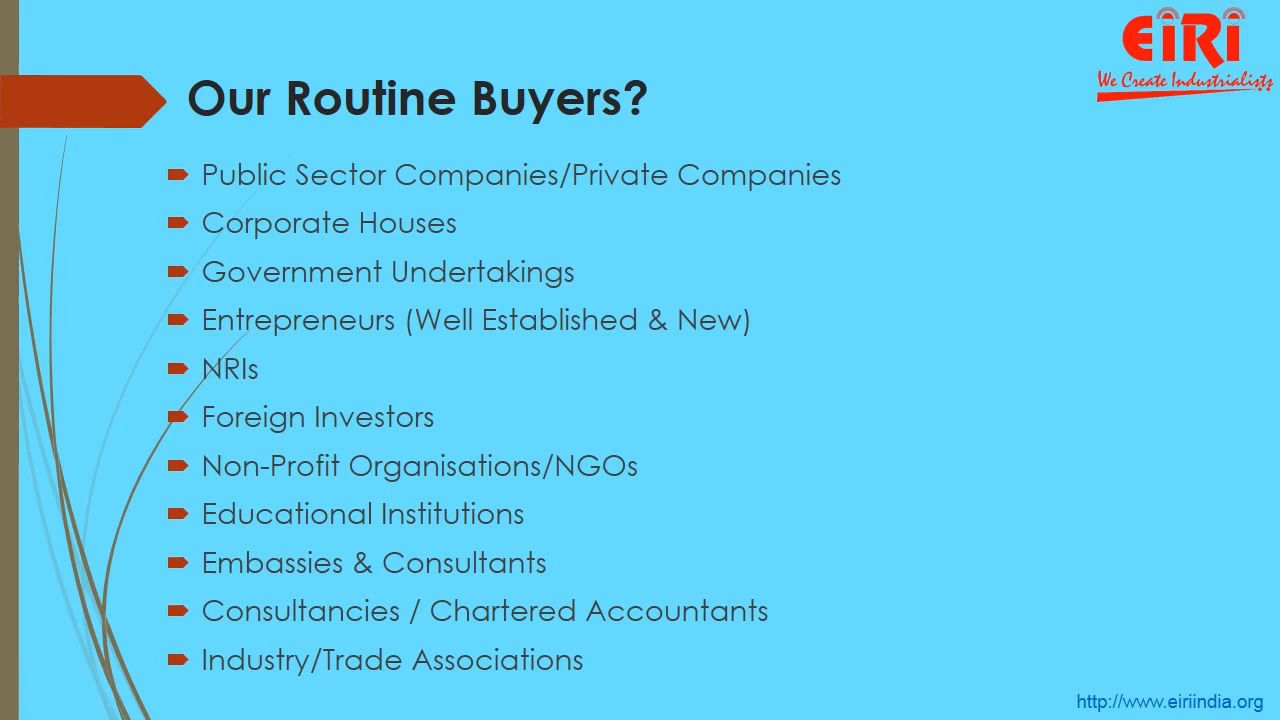 EiRi
We Create Industrialists
Our Routine Buyers?
Public Sector Companies/Private Companies
Corporate Houses
Government Undertakings
Entrepreneurs (Well Established & New)
NRIs
Foreign Investors
Non-Profit Organisations/NGOs
Educational Institutions
Embassies & Consultants
Consultancies / Chartered Accountants
Industry/Trade Associations
http://www.eiriindia.org